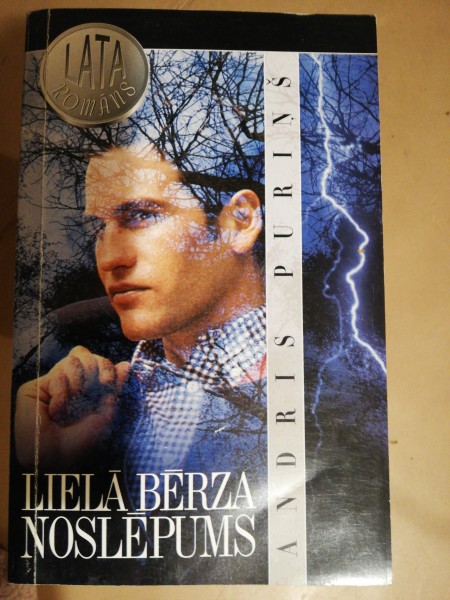 LATA
ROMĀNS
ANDRIS PURIŅŠ
LIELĀ BĒRZA
NOSLĒPUMS